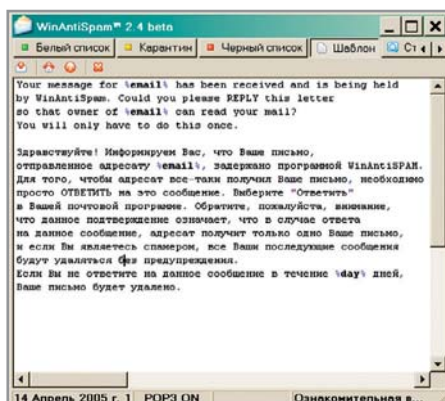 WinAntiSpam™ 2.4 beta
Белый список Карантин Черный список Шаблон Ст
Your message for %email% has been received and is being held
by WinAntiSpam. Could you please REPLY this letter
so that owner of %email% can read your mail?
You will only have to do this once.
Здравствуйте! Информируем Вас, что Ваше письмо,
отправленное адресату %email%, задержано программой WinAntiSPAM.
Для того, чтобы адресат все-таки получил Ваше письмо, необходимо
просто ОТВЕТИТЬ на это сообщение. Выберите "Ответить"
в Вашей почтовой программе. Обратите, пожалуйста, внимание,
что данное подтверждение означает, что в случае ответа
на данное сообщение, адресат получит только одно Ваше письмо,
и если Вы являетесь спамером, все Ваши последующие сообщения
будут удаляться без предупреждения.
Если Вы не ответите на данное сообщение в течение %day% дней,
Ваше письмо будет удалено.
14 Апрель 2005 г. 1 POP3 ON Ознакомительная в...